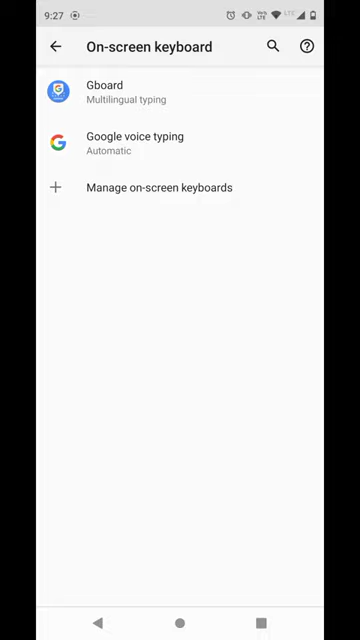 9:27
On-screen keyboard
Gboard
Multilingual typing
Google voice typing
Automatic
Manage on-screen keyboards